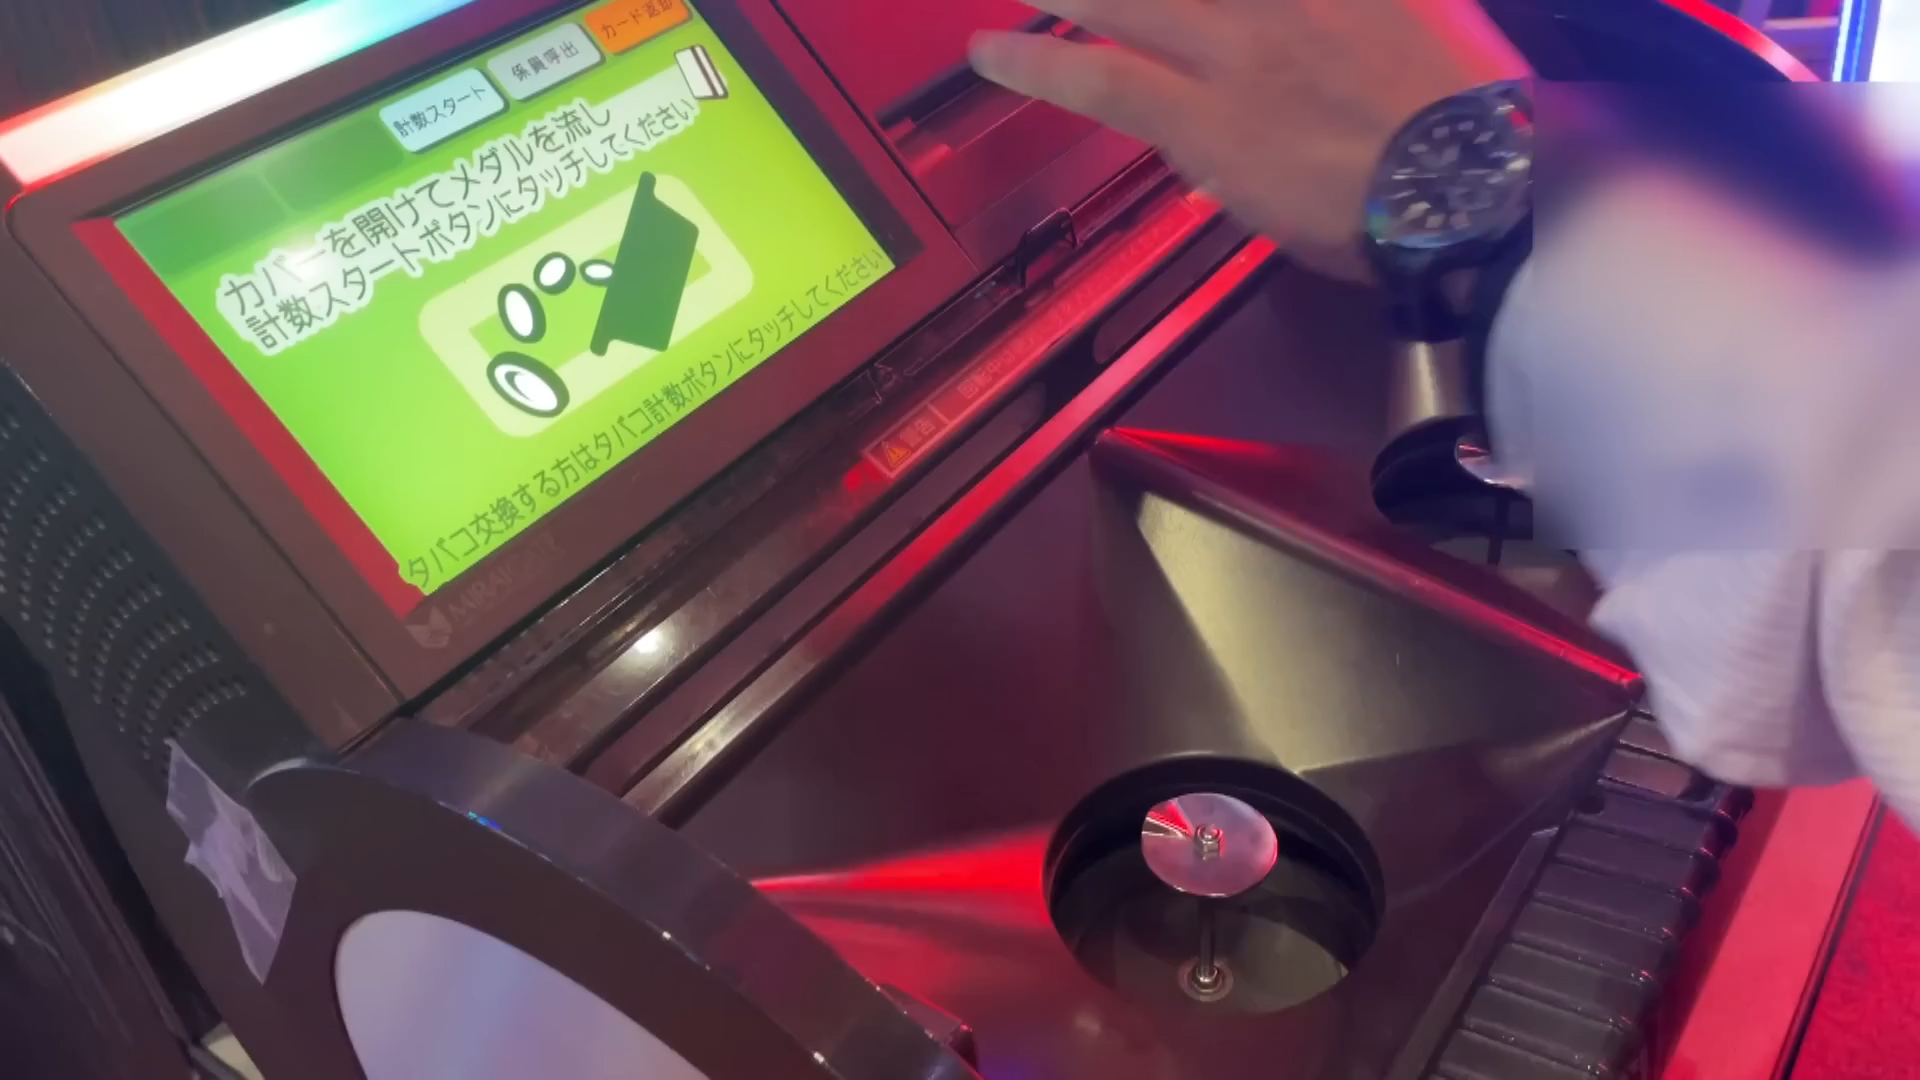 カード返却
係員呼出
計数スタート
カバーを開けてメダルを流し
計数スタートボタンにタッチしてください
タバコ交換する方はタバコ計数ボタンにタッチしてください
警告